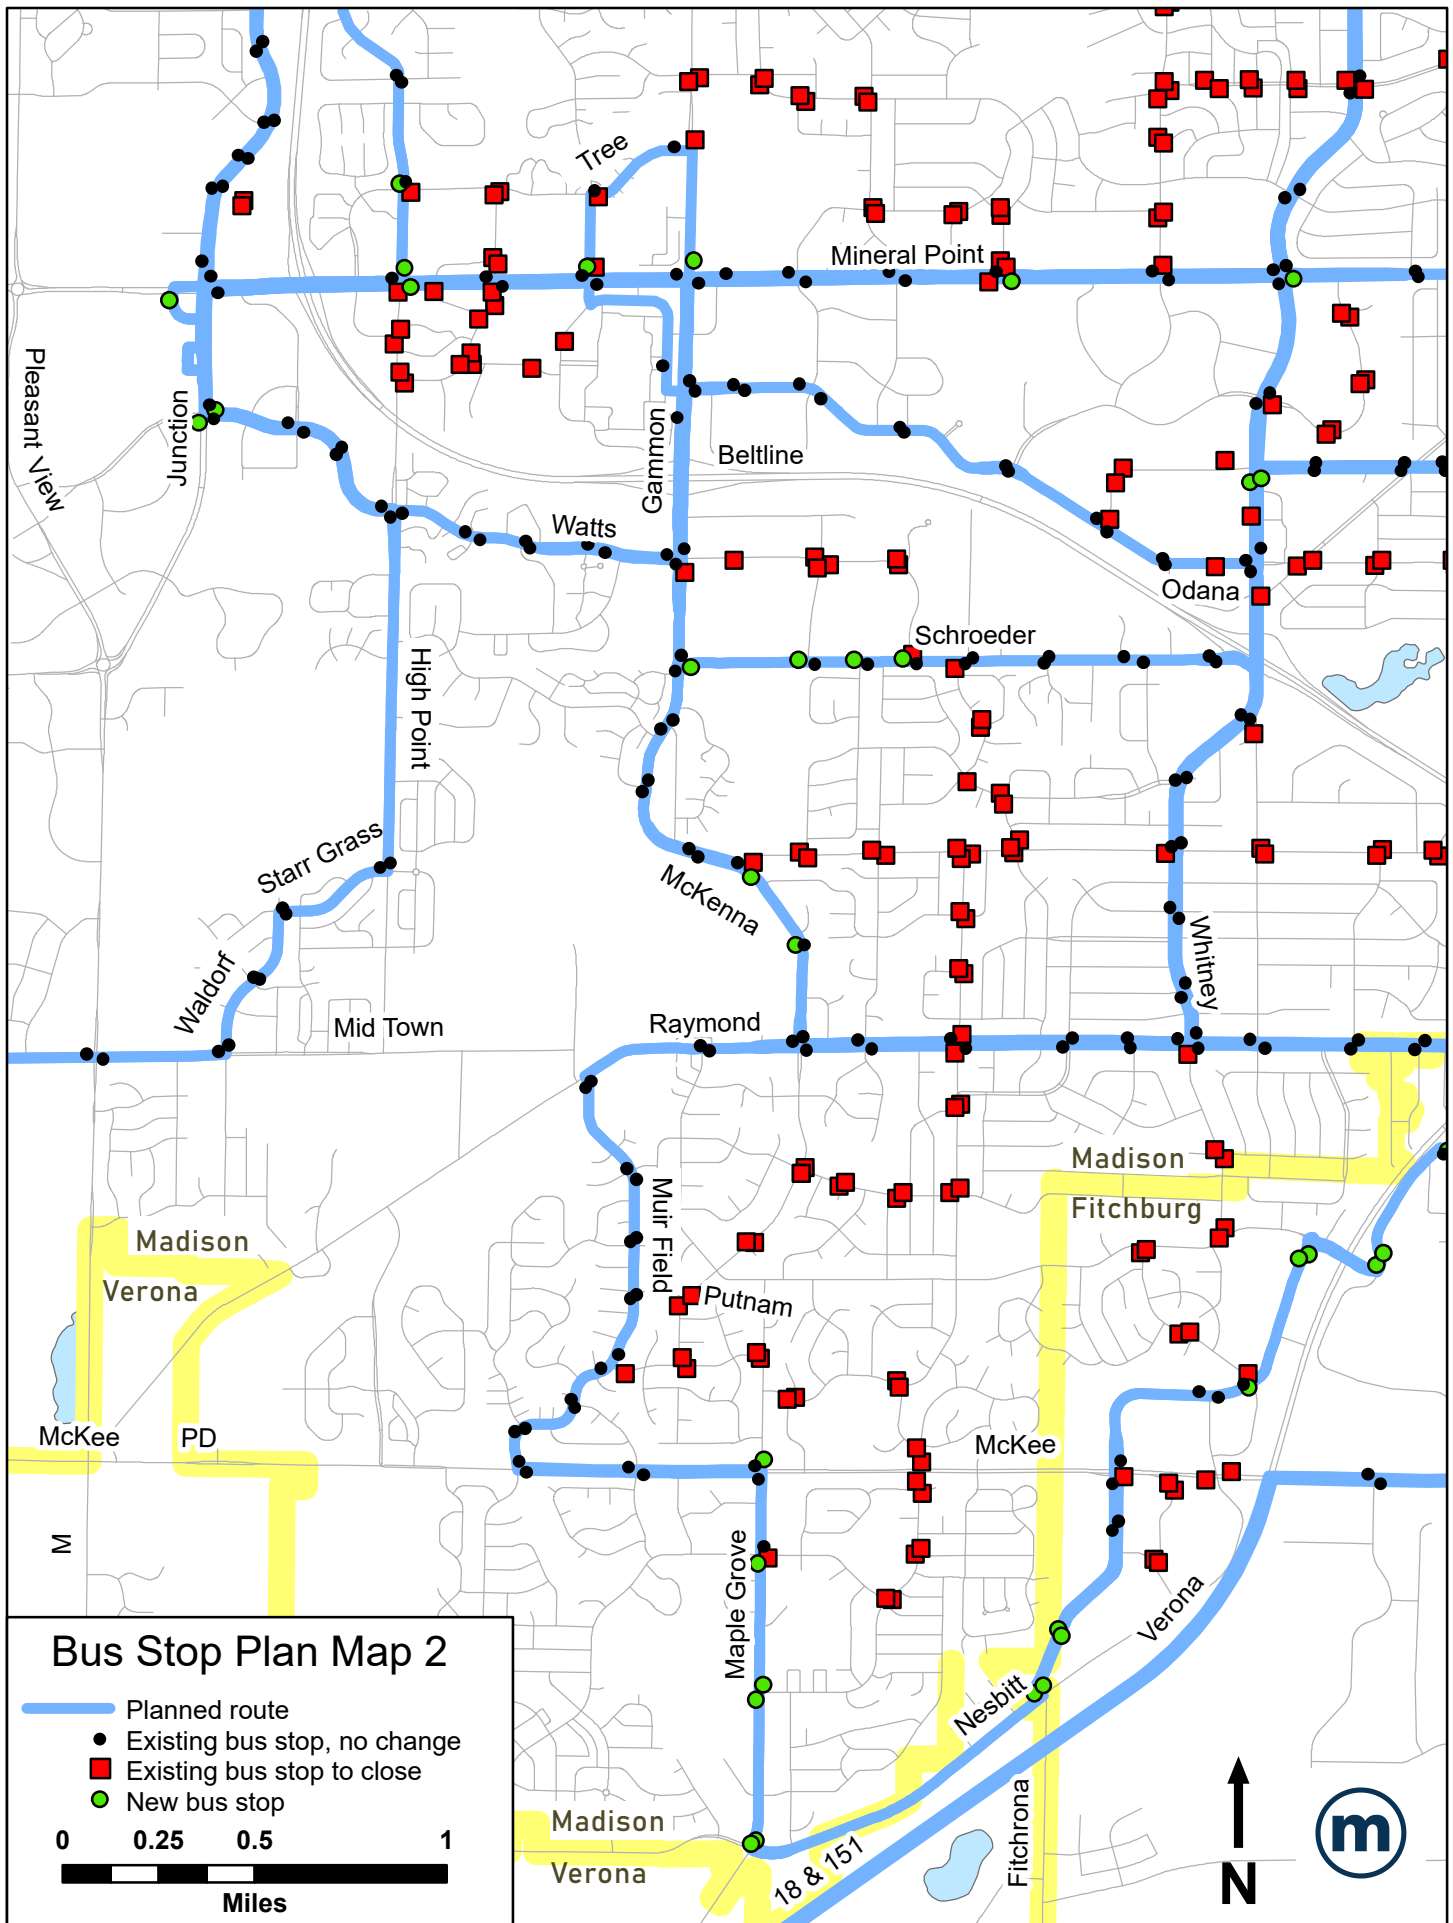 Tree
Mineral Point
Pleasant View
Junction
Gammon
Beltline
Watts
Odana
Schroeder
High Point
Starr Grass
McKenna
Whitney
Waldorf
Mid Town
Raymond
Madison
Fitchburg
Muir Field
Madison
Verona
Putnam
McKee
PD
McKee
M
Maple Grove
Verona
Nesbitt
Fitchrona
18 & 151
Madison
Verona
Bus Stop Plan Map 2
Planned route
Existing bus stop, no change
Existing bus stop to close
New bus stop
0 0.25 0.5 1
Miles
N
m